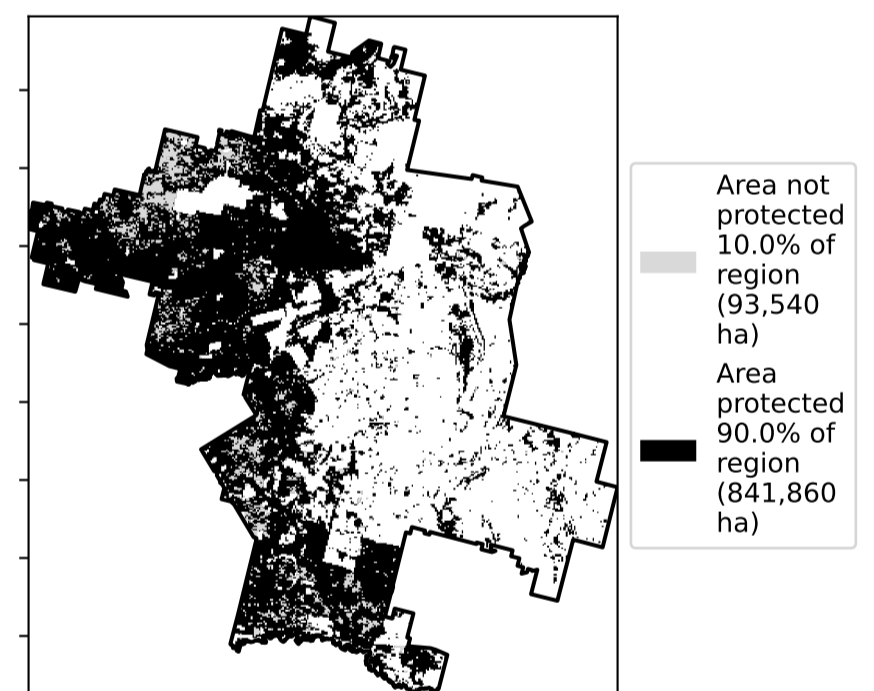 Area not
protected
10.0% of
region
(93,540
ha)
Area
protected
90.0% of
region
(841,860
ha)